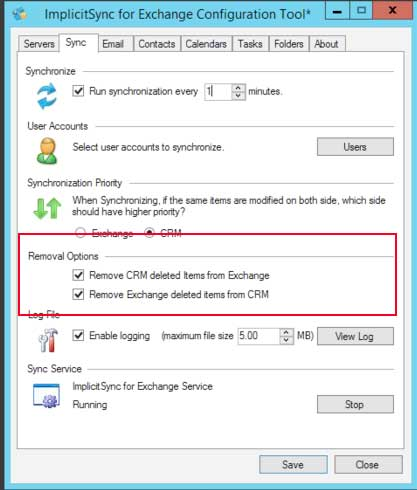 ImplicitSync for Exchange Configuration Tool*
Servers Sync Email Contacts Calendars Tasks Folders About
Synchronize
Run synchronization every 1 minutes.
User Accounts
Select user accounts to synchronize. Users
Synchronization Priority
When Synchronizing, if the same items are modified on both side, which side
should have higher priority?
Exchange CRM
Removal Options
Remove CRM deleted Items from Exchange
Remove Exchange deleted items from CRM
Log File
Enable logging (maximum file size 5.00 MB) View Log
Sync Service
ImplicitSync for Exchange Service
Running Stop
Save Close